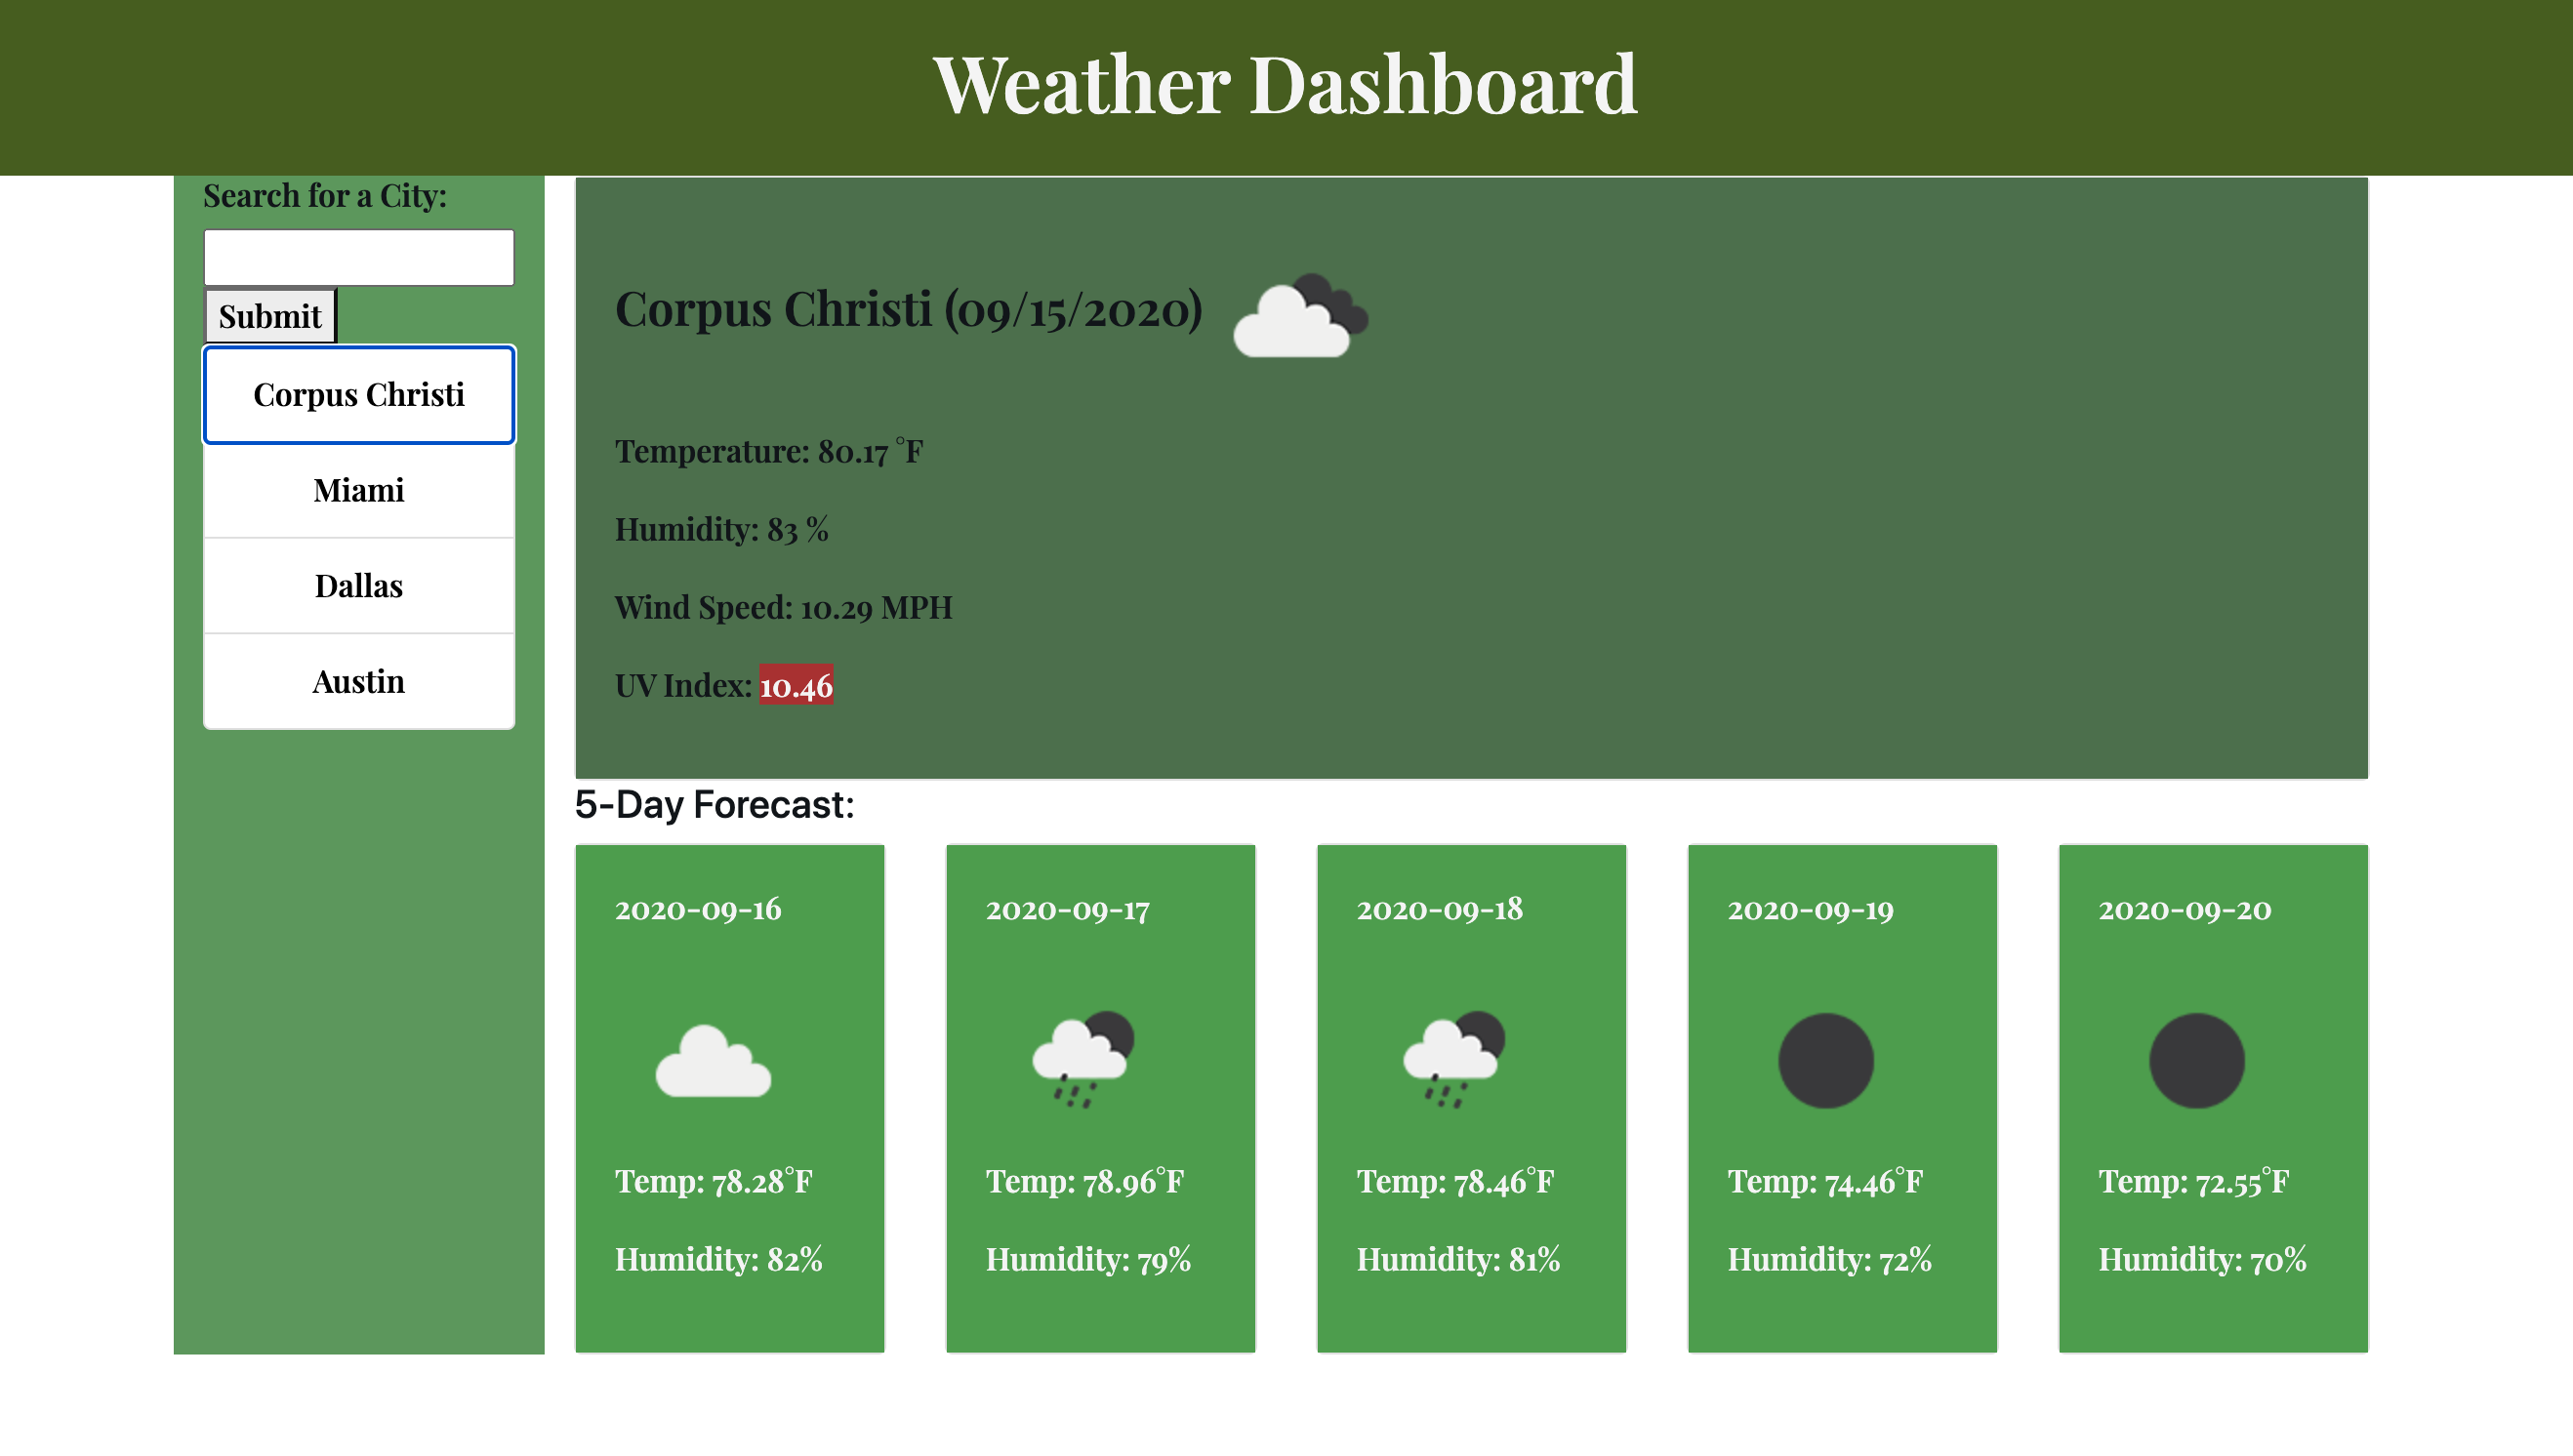 Weather Dashboard
Search for a City:
Submit
Corpus Christi
Miami
Dallas
Austin
Corpus Christi (09/15/2020)
Temperature: 80.17 °F
Humidity: 83 %
Wind Speed: 10.29 MPH
UV Index: 10.46
5-Day Forecast:
2020-09-16
Temp: 78.28°F
Humidity: 82%
2020-09-17
Temp: 78.96°F
Humidity: 79%
2020-09-18
Temp: 78.46°F
Humidity: 81%
2020-09-19
Temp: 74.46°F
Humidity: 72%
2020-09-20
Temp: 72.55°F
Humidity: 70%